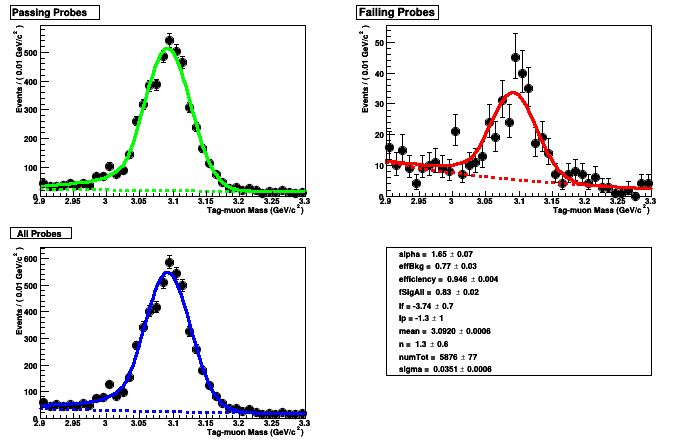 Passing Probes
Events / ( 0.01 GeV/c² )
500
400
300
200
100
0
2.9 2.95 3 3.05 3.1 3.15 3.2 3.25 3.3
Tag-muon Mass (GeV/c²)
Failing Probes
Events / ( 0.01 GeV/c² )
50
40
30
20
10
0
2.9 2.95 3 3.05 3.1 3.15 3.2 3.25 3.3
Tag-muon Mass (GeV/c²)
All Probes
Events / ( 0.01 GeV/c² )
600
500
400
300
200
100
0
2.9 2.95 3 3.05 3.1 3.15 3.2 3.25 3.3
Tag-muon Mass (GeV/c²)
alpha = 1.65 ± 0.07
effBkg = 0.77 ± 0.03
efficiency = 0.946 ± 0.004
fSigAll = 0.83 ± 0.02
lf = -3.74 ± 0.7
lp = -1.3 ± 1
mean = 3.0920 ± 0.0006
n = 1.3 ± 0.6
numTot = 5876 ± 77
sigma = 0.0351 ± 0.0006